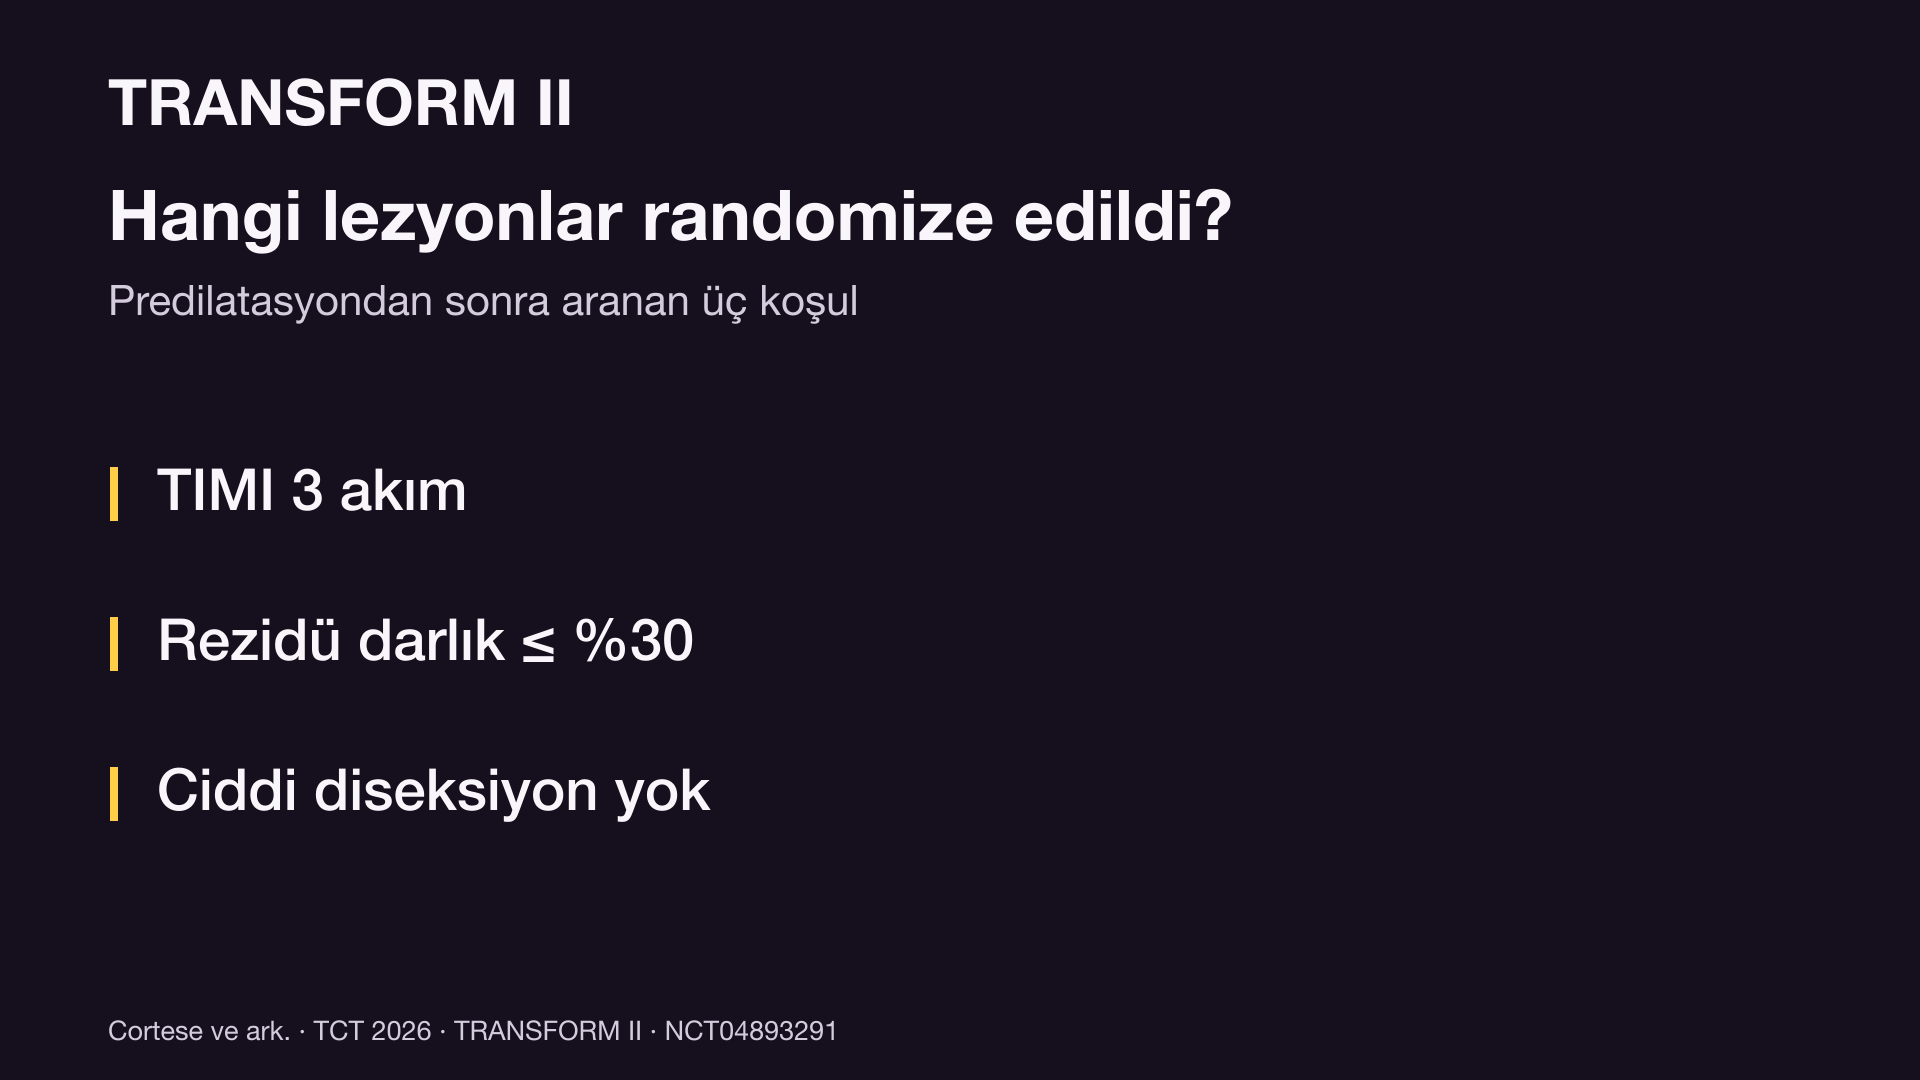 TRANSFORM II
Hangi lezyonlar randomize edildi?
Predilatasyondan sonra aranan üç koşul
TIMI 3 akım
Rezidü darlık ≤ %30
Ciddi diseksiyon yok
Cortese ve ark. · TCT 2026 · TRANSFORM II · NCT04893291